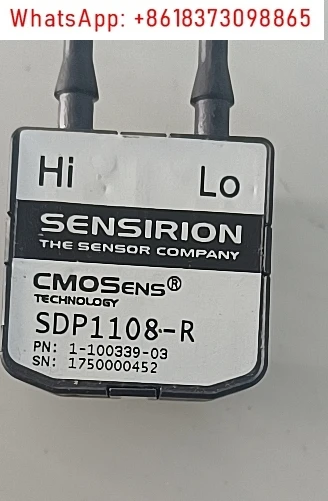 WhatsApp: +8618373098865
Hi Lo
SENSIRION
THE SENSOR COMPANY
CMOSens®
TECHNOLOGY
SDP1108-R
PN: 1-100339-03
SN: 1750000452